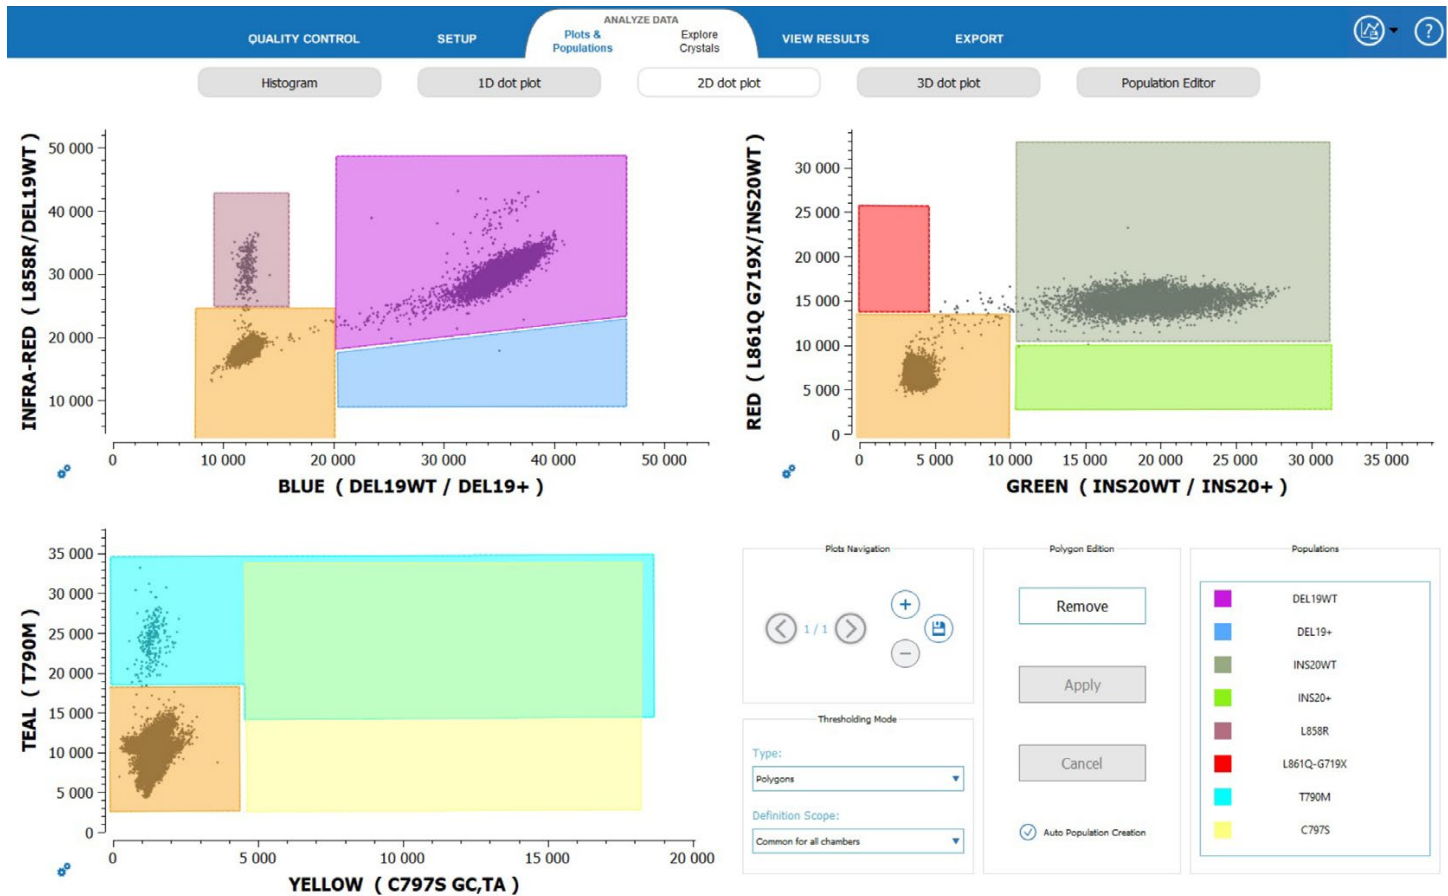 ANALYZE DATA
QUALITY CONTROL
SETUP
Plots &
Populations
Explore
Crystals
VIEW RESULTS
EXPORT
?
Histogram
1D dot plot
2D dot plot
3D dot plot
Population Editor
INFRA-RED ( L858R/DEL19WT )
50 000
40 000
30 000
20 000
10 000
0
10 000
20 000
30 000
40 000
50 000
BLUE ( DEL19WT / DEL19+ )
RED ( L861Q G719X/INS20WT )
30 000
25 000
20 000
15 000
10 000
5 000
0
0
5 000
10 000
15 000
20 000
25 000
30 000
35 000
GREEN ( INS20WT / INS20+ )
TEAL ( T790M )
35 000
30 000
25 000
20 000
15 000
10 000
5 000
0
0
5 000
10 000
15 000
20 000
YELLOW ( C797S GC,TA )
Plots Navigation
1 / 1
Thresholding Mode
Type:
Polygons
Definition Scope:
Common for all chambers
Polygon Edition
Remove
Apply
Cancel
Auto Population Creation
Populations
DEL19WT
DEL19+
INS20WT
INS20+
L858R
L861Q-G719X
T790M
C797S